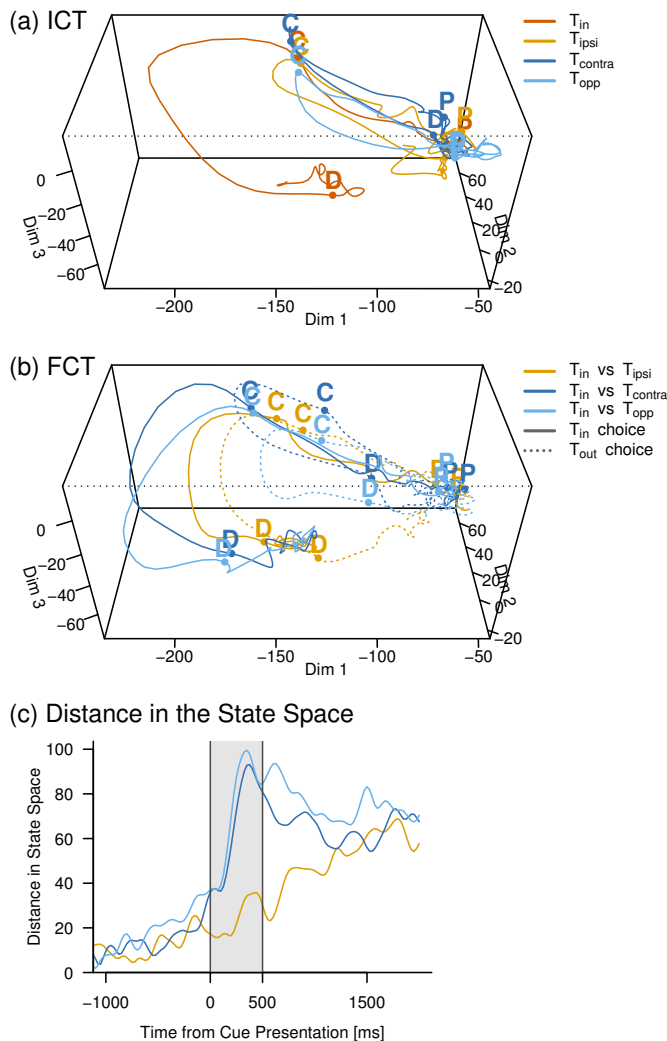 (a) ICT
T_in
T_ipsi
T_contra
T_opp
C
C
C
C
P
P
P
D
D
D
D
0
−20
−40
−60
Dim 3
60
40
20
0
−20
Dim 2
−200
−150
−100
−50
Dim 1
(b) FCT
T_in vs T_ipsi
T_in vs T_contra
T_in vs T_opp
T_in choice
T_out choice
C
C
C
C
C
C
P
P
P
P
D
D
D
D
D
D
0
−20
−40
−60
Dim 3
60
40
20
0
−20
Dim 2
−200
−150
−100
−50
Dim 1
(c) Distance in the State Space
Distance in State Space
100
80
60
40
20
0
−1000
0
500
1500
Time from Cue Presentation [ms]